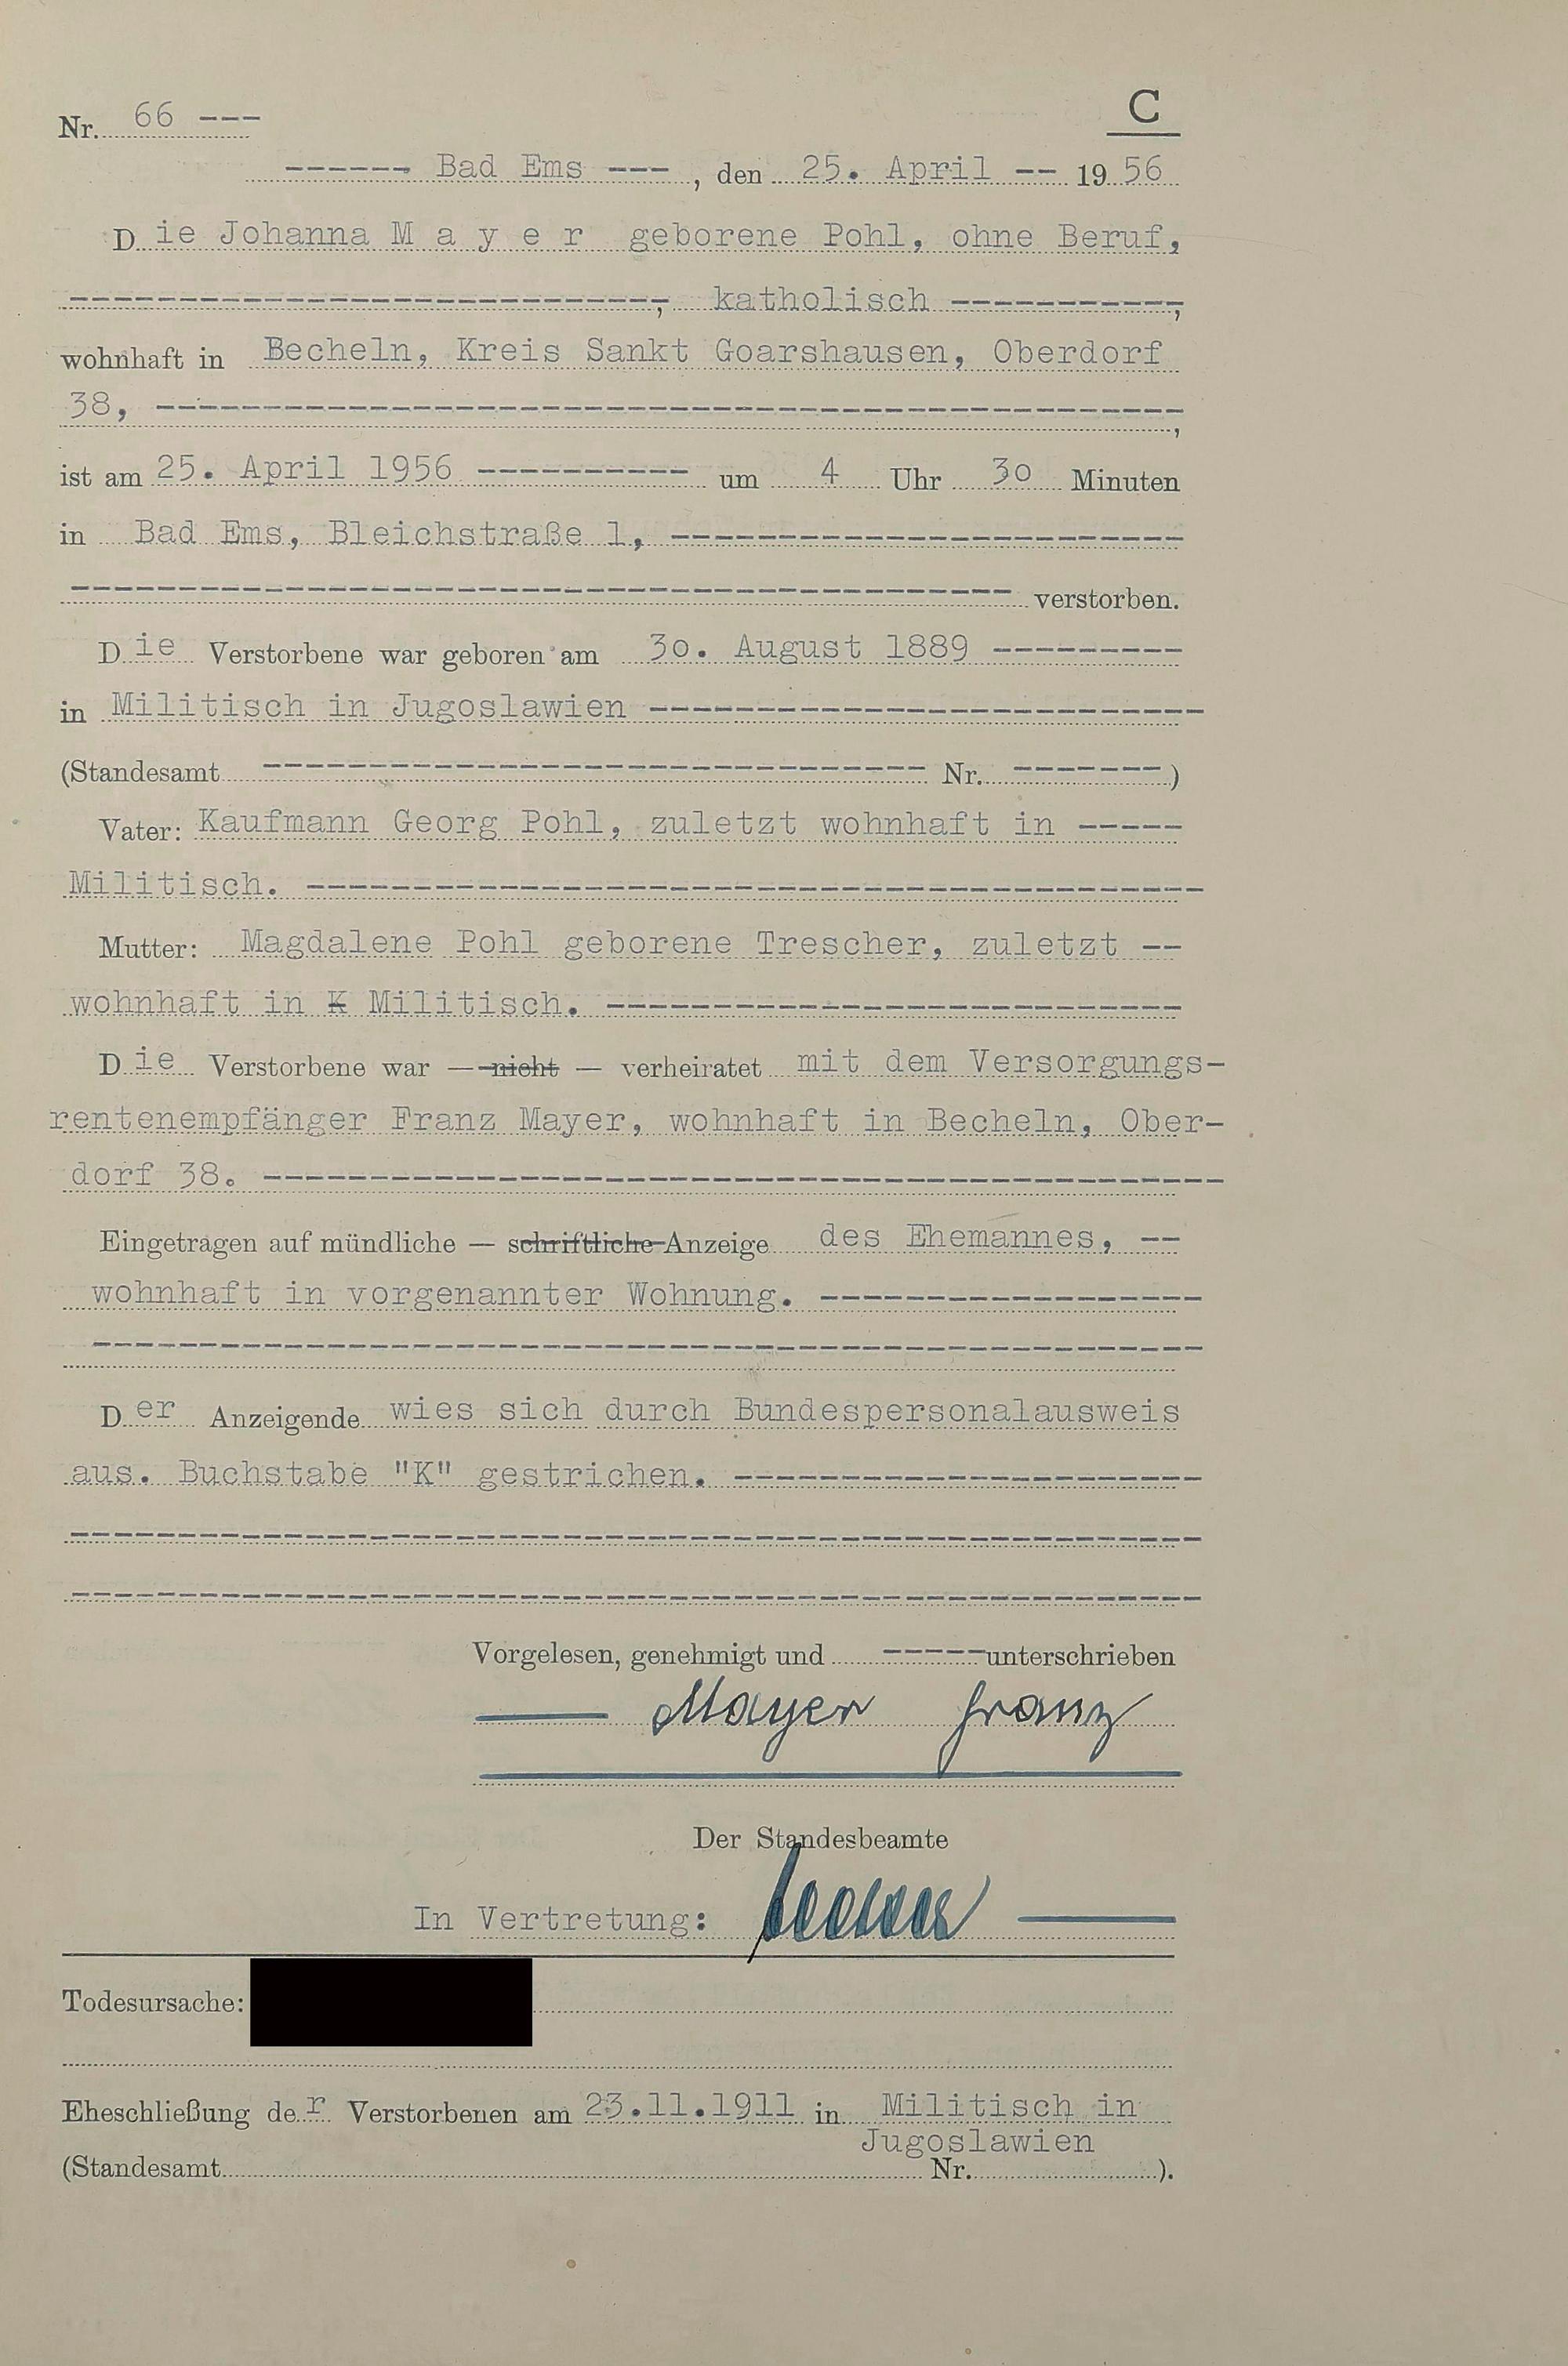 C
Nr. 66 ---
------, Bad Ems ---, den 25. April -- 1956
Die Johanna M a y e r geborene Pohl, ohne Beruf,
----------------------------, katholisch -----------,
wohnhaft in Becheln, Kreis Sankt Goarshausen, Oberdorf
38, ------------------------------------------------,
ist am 25. April 1956 ---------- um 4 Uhr 30 Minuten
in Bad Ems, Bleichstraße 1, ------------------------
-------------------------------------------- verstorben.
Die Verstorbene war geboren am 30. August 1889 ---------
in Militisch in Jugoslawien --------------------------
(Standesamt ------------------------------- Nr. -------)
Vater: Kaufmann Georg Pohl, zuletzt wohnhaft in -----
Militisch. ------------------------------------------
Mutter: Magdalene Pohl geborene Trescher, zuletzt --
wohnhaft in K Militisch. ---------------------------
Die Verstorbene war — nicht — verheiratet mit dem Versorgungs-
rentenempfänger Franz Mayer, wohnhaft in Becheln, Ober-
dorf 38. ---------------------------------------------
Eingetragen auf mündliche — schriftliche Anzeige des Ehemannes, --
wohnhaft in vorgenannter Wohnung. ------------------
----------------------------------------------------
Der Anzeigende wies sich durch Bundespersonalausweis
aus. Buchstabe "K" gestrichen. ----------------------
-----------------------------------------------------
-----------------------------------------------------
Vorgelesen, genehmigt und ----- unterschrieben
Mayer Franz
Der Standesbeamte
In Vertretung:
Todesursache:
Eheschließung der Verstorbenen am 23.11.1911 in Militisch in
Jugoslawien
(Standesamt Nr. ).